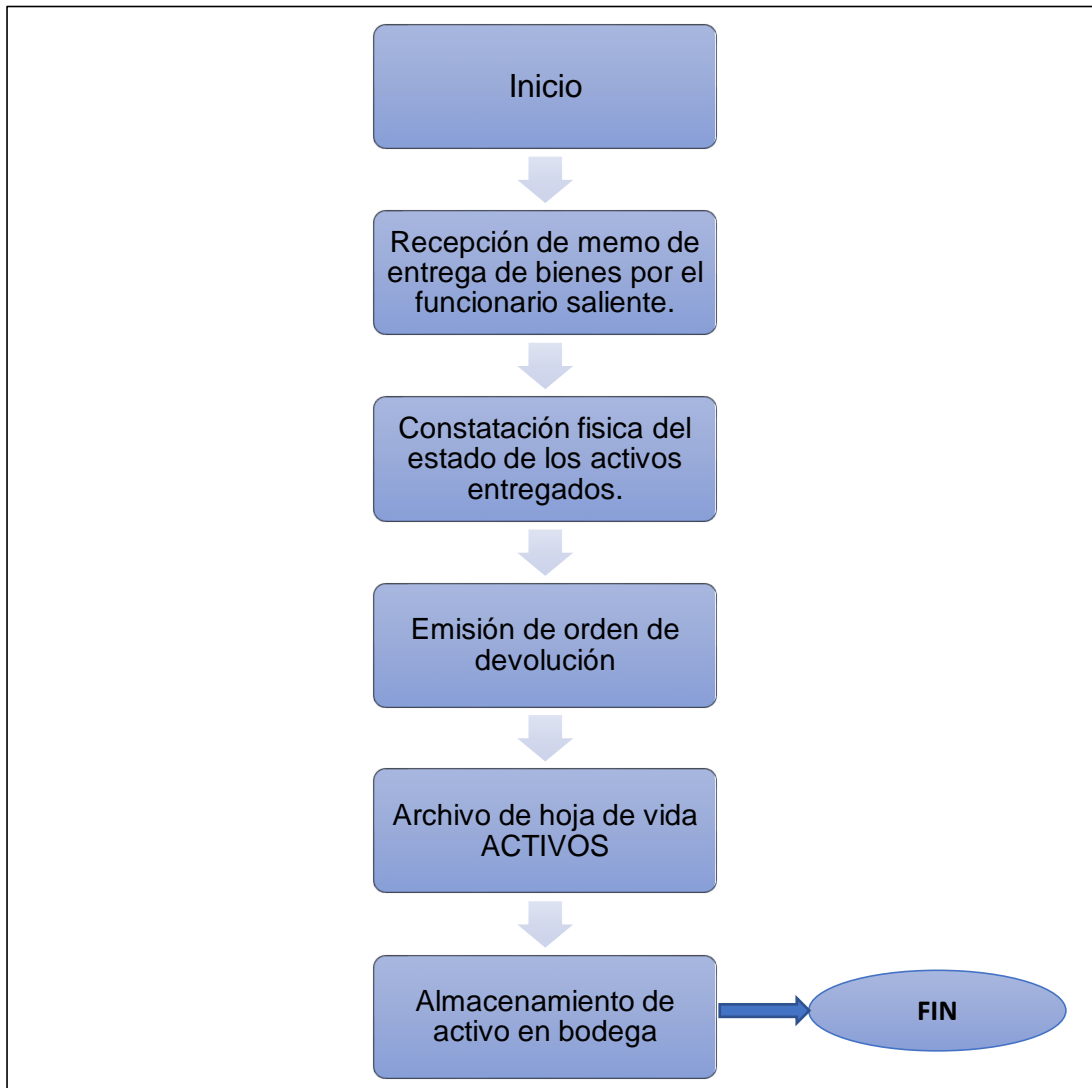 Inicio
Recepción de memo de
entrega de bienes por el
funcionario saliente.
Constatación fisica del
estado de los activos
entregados.
Emisión de orden de
devolución
Archivo de hoja de vida
ACTIVOS
Almacenamiento de
activo en bodega
FIN